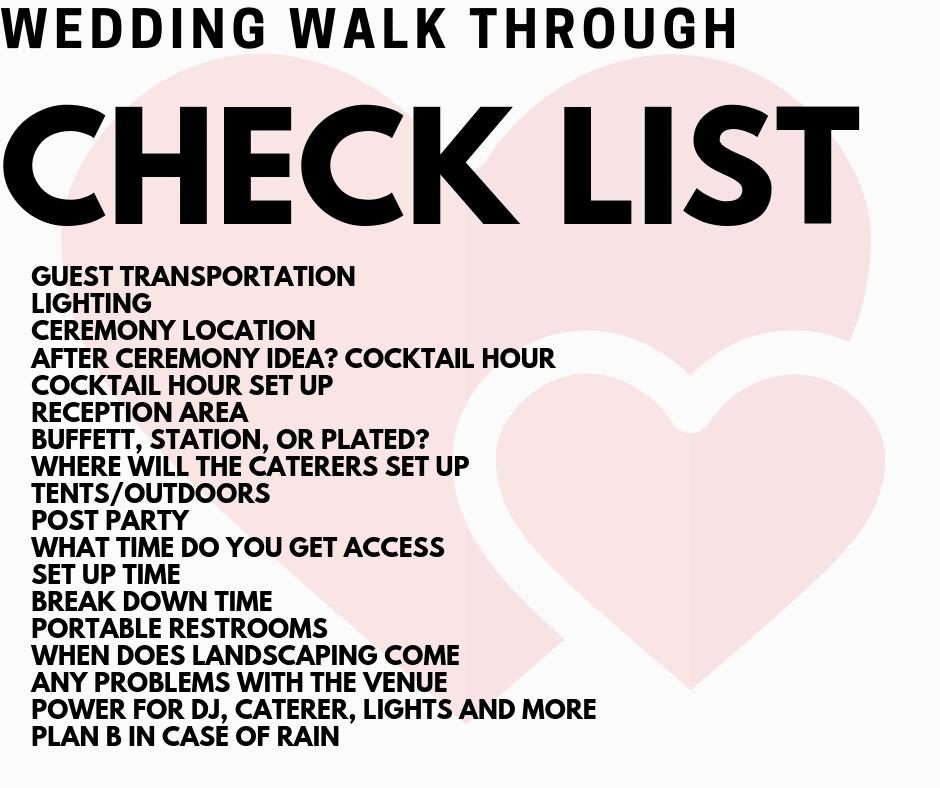 WEDDING WALK THROUGH
CHECK LIST
GUEST TRANSPORTATION
LIGHTING
CEREMONY LOCATION
AFTER CEREMONY IDEA? COCKTAIL HOUR
COCKTAIL HOUR SET UP
RECEPTION AREA
BUFFETT, STATION, OR PLATED?
WHERE WILL THE CATERERS SET UP
TENTS/OUTDOORS
POST PARTY
WHAT TIME DO YOU GET ACCESS
SET UP TIME
BREAK DOWN TIME
PORTABLE RESTROOMS
WHEN DOES LANDSCAPING COME
ANY PROBLEMS WITH THE VENUE
POWER FOR DJ, CATERER, LIGHTS AND MORE
PLAN B IN CASE OF RAIN